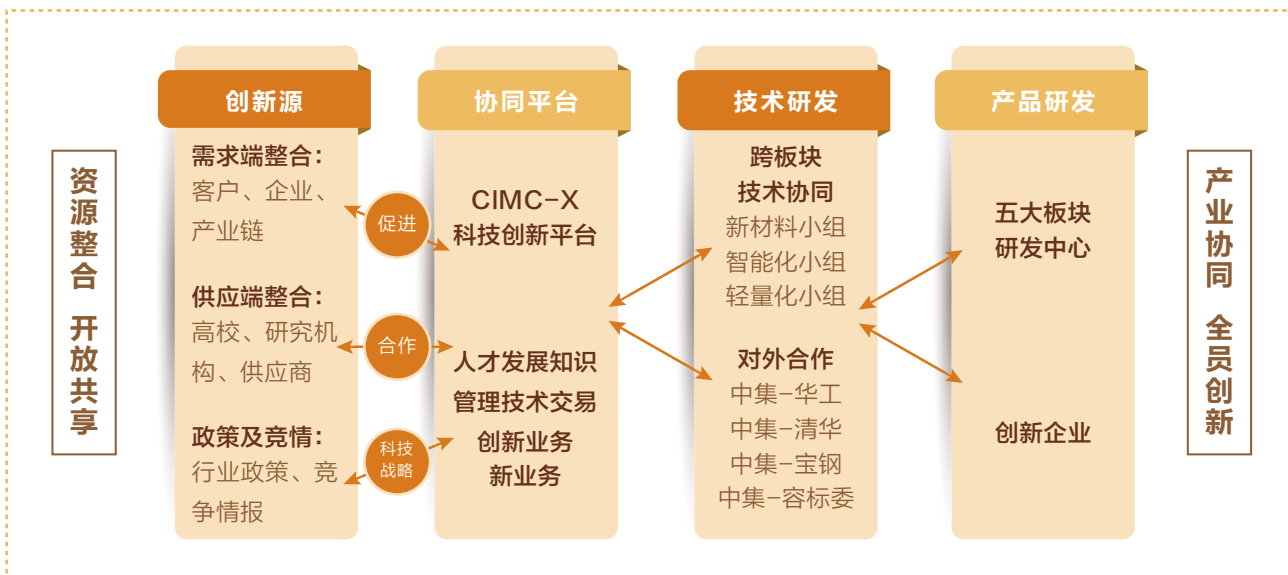 资源整合 开放共享
创新源
需求端整合：
客户、企业、
产业链
供应端整合：
高校、研究机
构、供应商
政策及竞情：
行业政策、竞
争情报
促进
合作
科技
战略
协同平台
CIMC-X
科技创新平台
人才发展知识
管理技术交易
创新业务
新业务
技术研发
跨板块
技术协同
新材料小组
智能化小组
轻量化小组
对外合作
中集-华工
中集-清华
中集-宝钢
中集-容标委
产品研发
五大板块
研发中心
创新企业
产业协同 全员创新